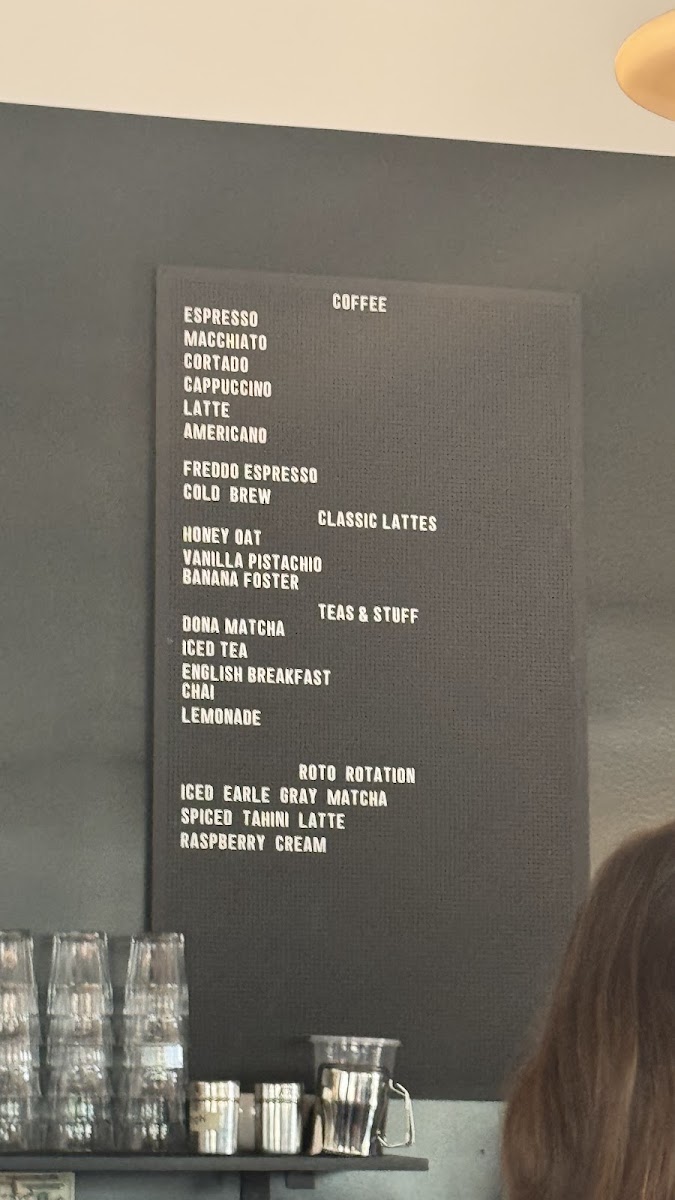 COFFEE
ESPRESSO
MACCHIATO
CORTADO
CAPPUCCINO
LATTE
AMERICANO
FREDDO ESPRESSO
COLD BREW
CLASSIC LATTES
HONEY OAT
VANILLA PISTACHIO
BANANA FOSTER
TEAS & STUFF
DONA MATCHA
ICED TEA
ENGLISH BREAKFAST
CHAI
LEMONADE
ROTO ROTATION
ICED EARLE GRAY MATCHA
SPICED TAHINI LATTE
RASPBERRY CREAM